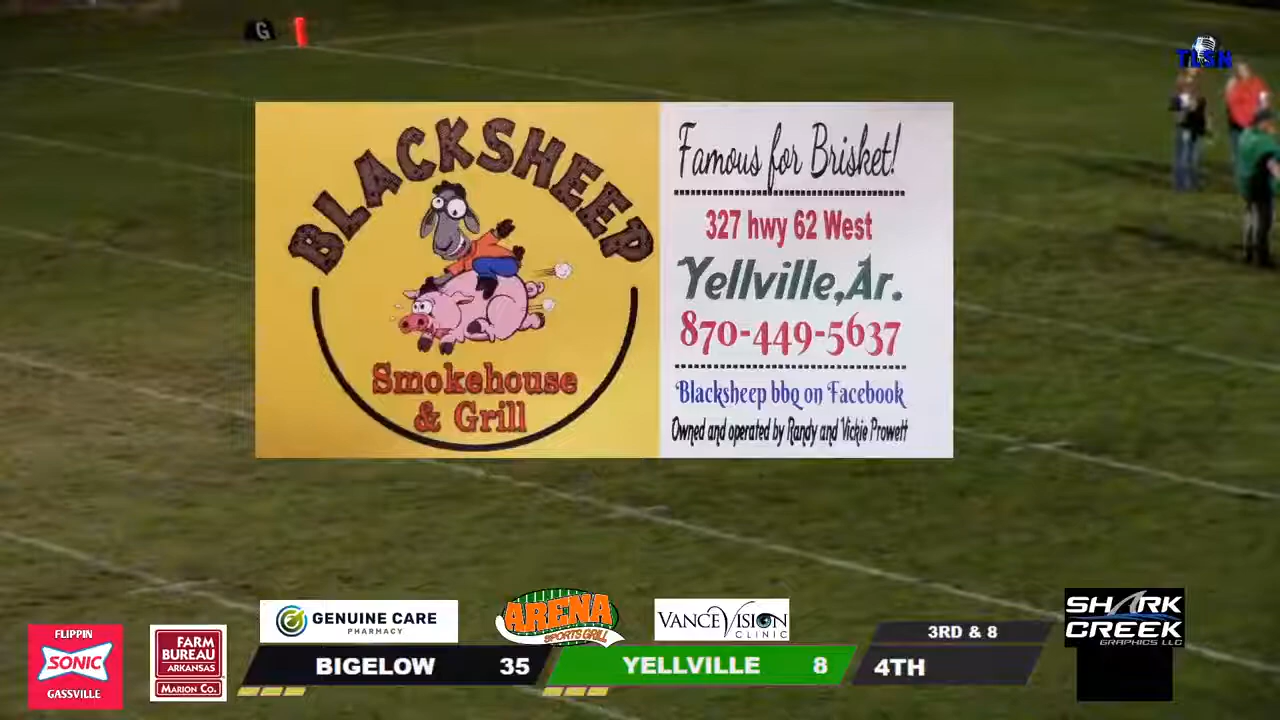 G
TLSN
BLACKSHEEP
Smokehouse
& Grill
Famous for Brisket!
327 hwy 62 West
Yellville,Ar.
870-449-5637
Blacksheep bbq on Facebook
Owned and operated by Randy and Vickie Prowett
FLIPPIN
SONIC
GASSVILLE
FARM
BUREAU
ARKANSAS
MARION CO.
GENUINE CARE
PHARMACY
ARENA
SPORTS GRILL
VANCE VISION
CLINIC
BIGELOW 35
YELLVILLE 8
3RD & 8
4TH
SHARK
CREEK
GRAPHICS LLC